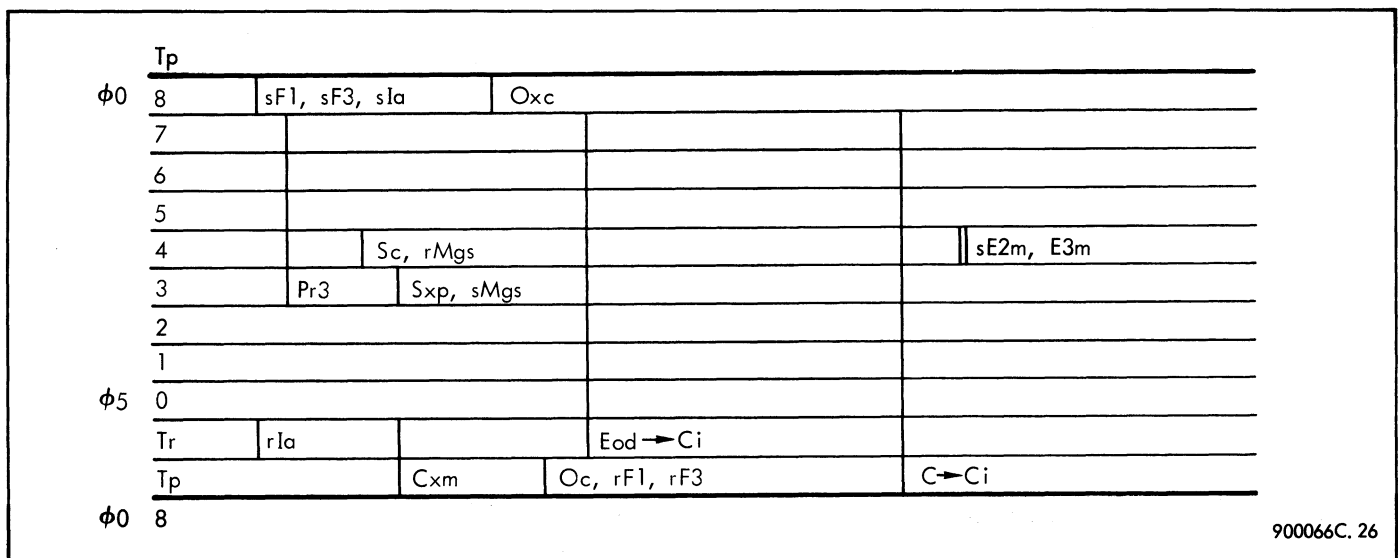 Tp
ϕ0 8 sF1, sF3, sIa Oxc
7
6
5
4 Sc, rMgs sE2m, E3m
3 Pr3 Sxp, sMgs
2
1
ϕ5 0
Tr rIa Eod→Ci
Tp Cxm Oc, rF1, rF3 C→Ci
ϕ0 8
900066C. 26